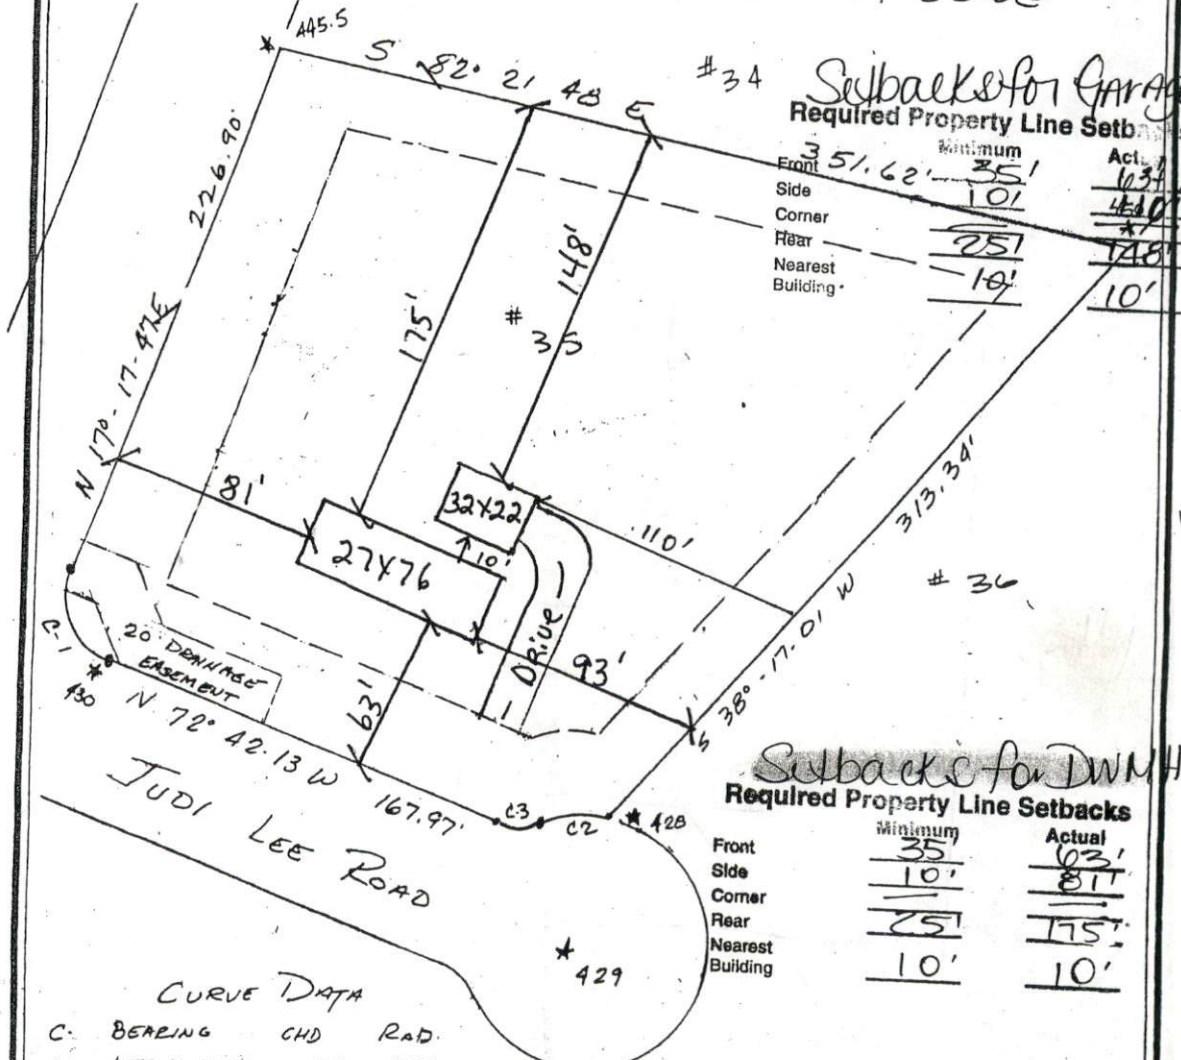 445.5
S 82° 21 48 E
#34
Setbacks for Garag
Required Property Line Setb
Minimum
Act
Front 35' 63'
351.62'
Side 10'
Corner —
Rear 25' 148'
Nearest
Building 10' 10'
226.90'
N 17°-17-47E
175'
148'
# 35
81'
32X22
27X76
10'
110'
Drive
93'
63'
313.34'
# 36
S 38°-17-01 W
C-1
20' DRAINAGE
EASEMENT
430
N 72° 42.13 W
167.97'
C-3
C2
428
JUDI LEE ROAD
429
Setbacks for DWMH
Required Property Line Setbacks
Minimum Actual
Front 35' 63'
Side 10' 81'
Corner — —
Rear 25' 175'
Nearest
Building 10' 10'
CURVE DATA
C. BEARING CHD RAD.